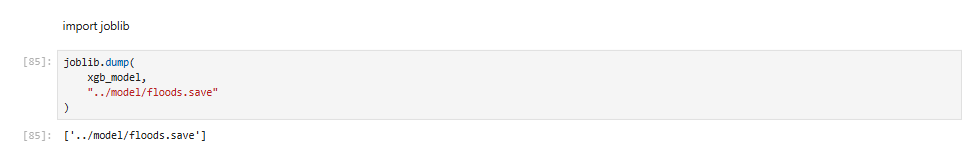 import joblib
[85]: joblib.dump(
xgb_model,
"../model/floods.save"
)
[85]: ['../model/floods.save']